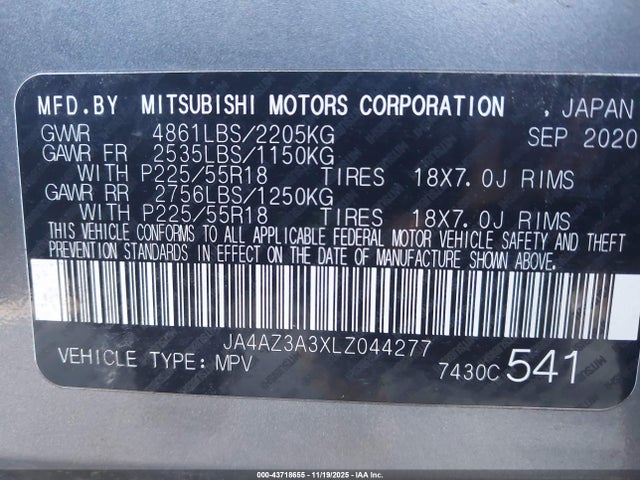 MFD.BY MITSUBISHI MOTORS CORPORATION , JAPAN
GVWR 4861LBS/2205KG SEP 2020
GAWR FR 2535LBS/1150KG
WITH P225/55R18 TIRES 18X7.0J RIMS
GAWR RR 2756LBS/1250KG
WITH P225/55R18 TIRES 18X7.0J RIMS
THIS VEHICLE CONFORMS TO ALL APPLICABLE FEDERAL MOTOR VEHICLE SAFETY AND THEFT
PREVENTION STANDARDS IN EFFECT ON THE DATE OF MANUFACTURE SHOWN ABOVE.
JA4AZ3A3XLZ044277
VEHICLE TYPE: MPV 7430C 541
000-43718655 - 11/19/2025 - IAA Inc.